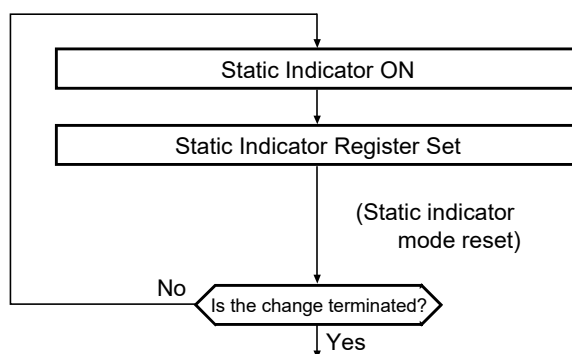 Static Indicator ON
Static Indicator Register Set
(Static indicator
mode reset)
No
Is the change terminated?
Yes